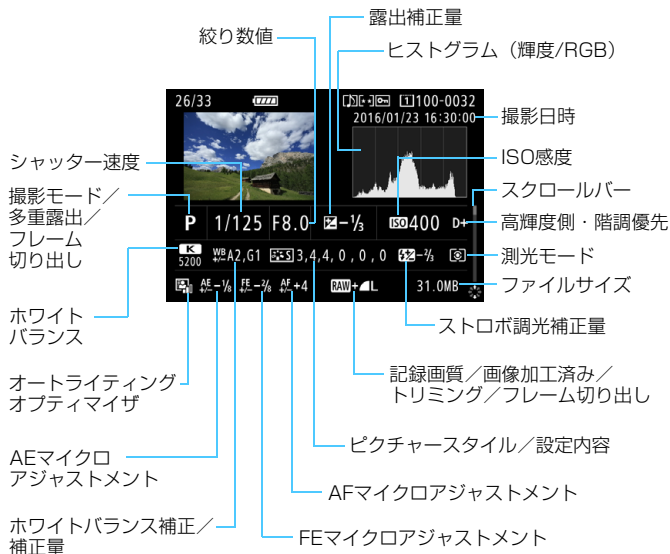 露出補正量
絞り数値
ヒストグラム（輝度/RGB）
26/33
1 100-0032
2016/01/23 16:30:00
撮影日時
シャッター速度
ISO感度
撮影モード／
多重露出／
フレーム
切り出し
スクロールバー
P 1/125 F8.0 -1/3 ISO400 D+
高輝度側・階調優先
K
5200
WB+/- A2,G1 S 3,4,4,0,0,0 -2/3
測光モード
AE+/- -1/8 FE+/- -2/8 AF+/- +4 RAW+L 31.0MB
ファイルサイズ
ホワイト
バランス
ストロボ調光補正量
オートライティング
オプティマイザ
記録画質／画像加工済み／
トリミング／フレーム切り出し
AEマイクロ
アジャストメント
ピクチャースタイル／設定内容
AFマイクロアジャストメント
ホワイトバランス補正／
補正量
FEマイクロアジャストメント